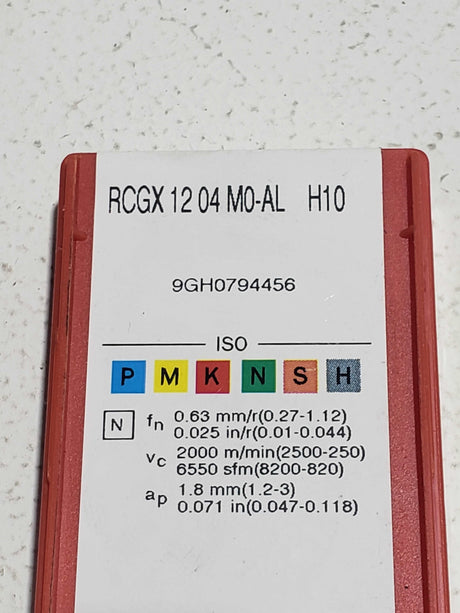 RCGX 12 04 M0-AL H10
9GH0794456
ISO
P M K N S H
N fn 0.63 mm/r(0.27-1.12)
0.025 in/r(0.01-0.044)
vc 2000 m/min(2500-250)
6550 sfm(8200-820)
ap 1.8 mm(1.2-3)
0.071 in(0.047-0.118)